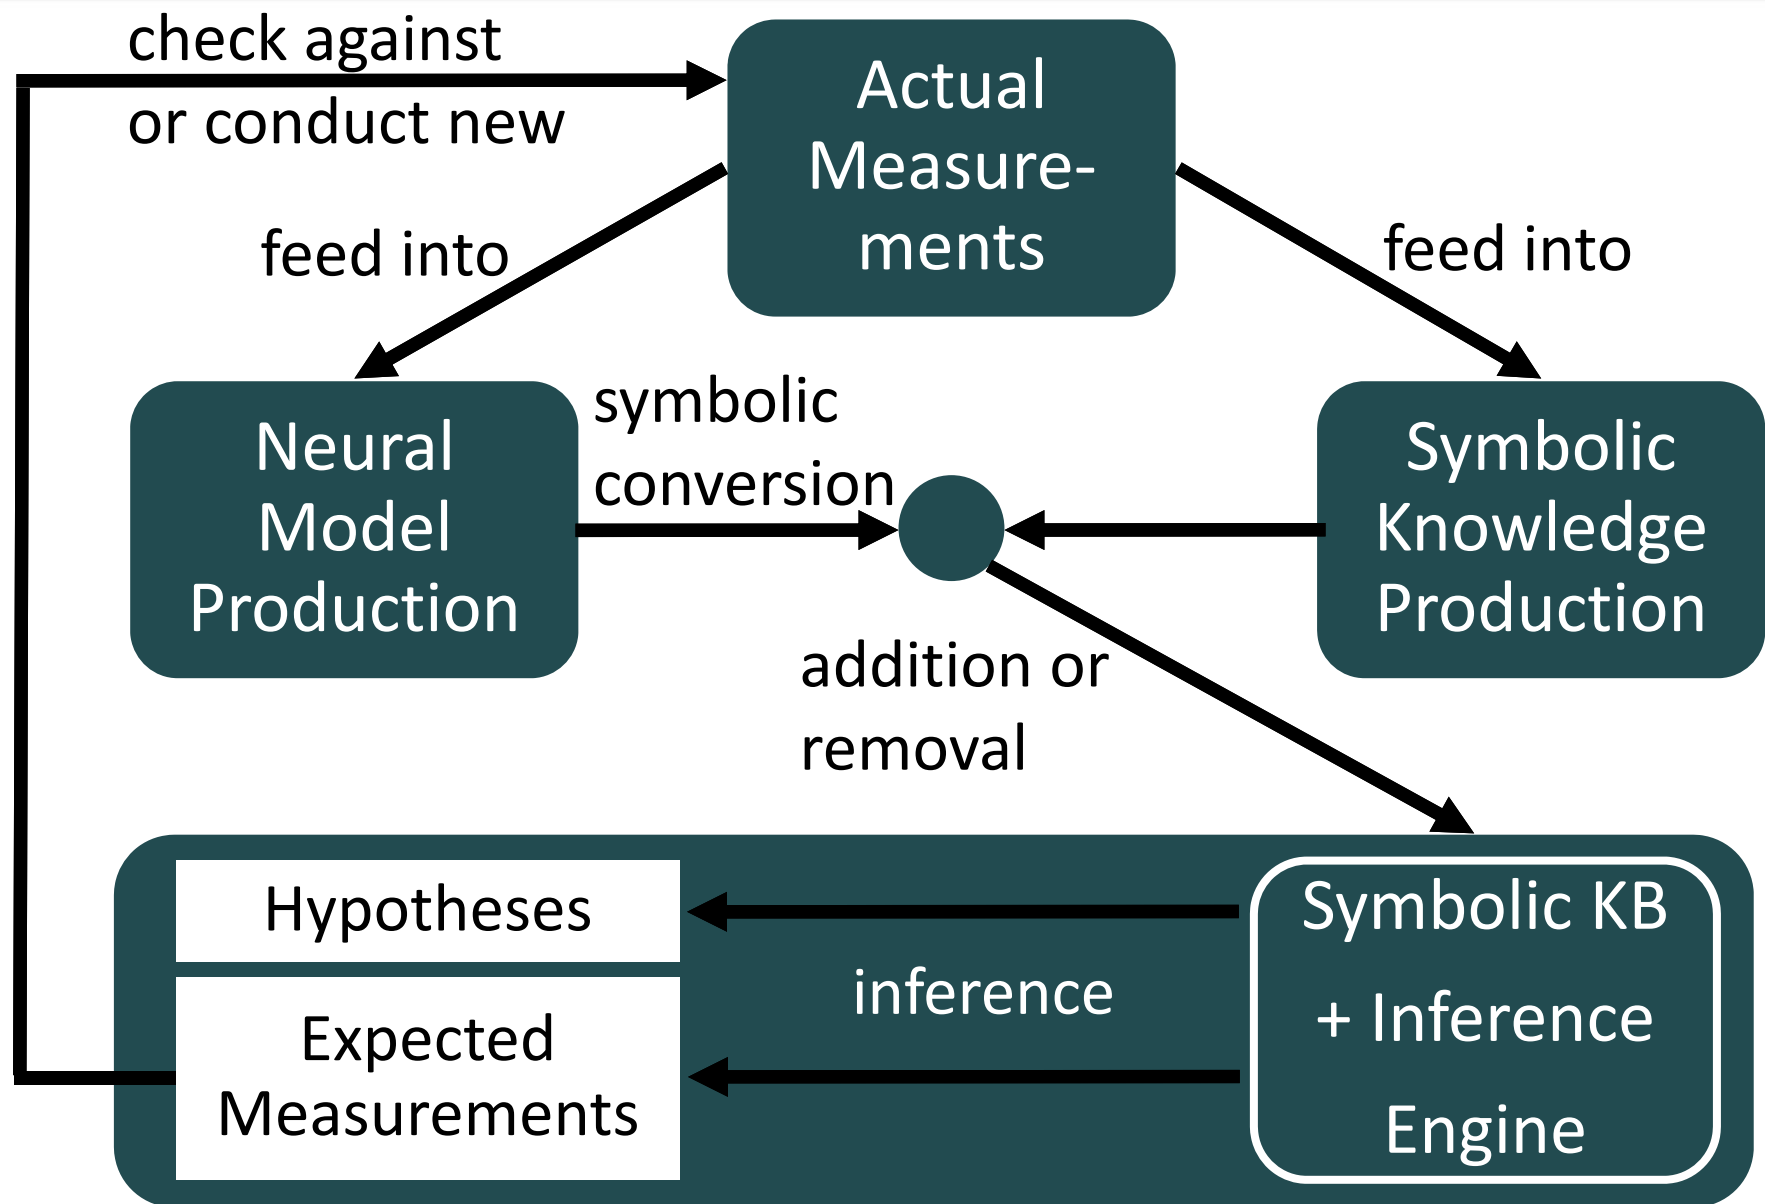 check against
or conduct new
Actual
Measure-
ments
feed into
feed into
Neural
Model
Production
symbolic
conversion
Symbolic
Knowledge
Production
addition or
removal
Hypotheses
Expected
Measurements
inference
Symbolic KB
+ Inference
Engine